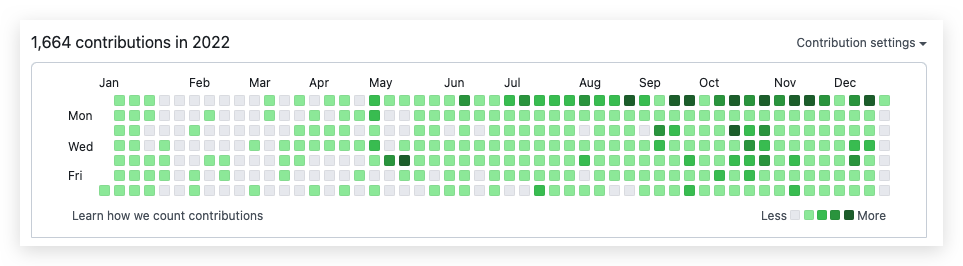 1,664 contributions in 2022
Contribution settings
Jan Feb Mar Apr May Jun Jul Aug Sep Oct Nov Dec
Mon
Wed
Fri
Learn how we count contributions
Less More